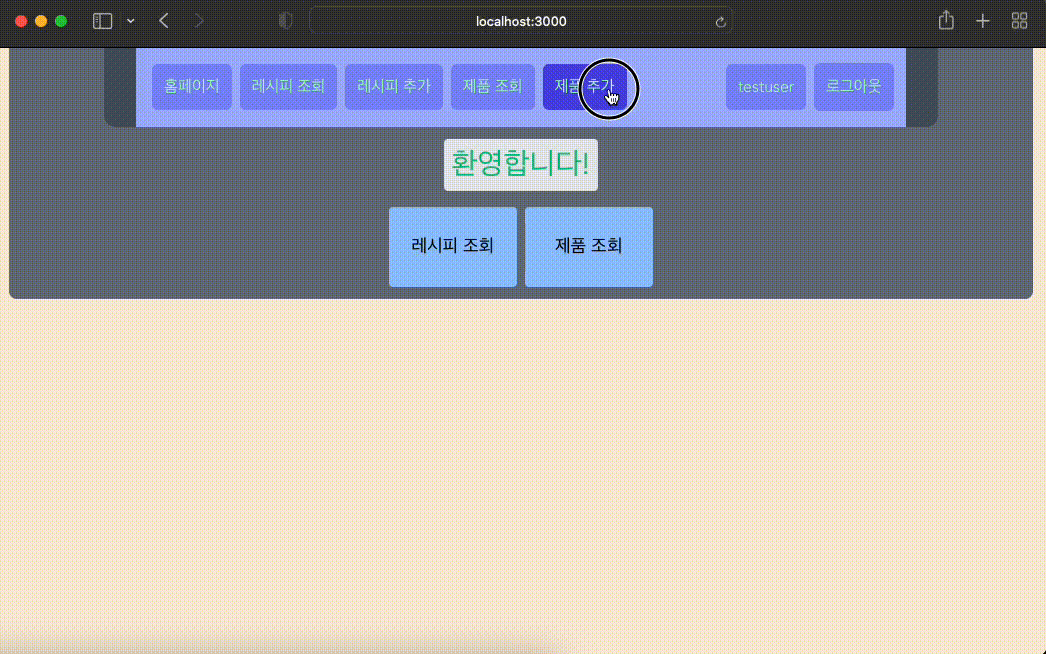 localhost:3000
홈페이지 레시피 조회 레시피 추가 제품 조회 제품 추가 testuser 로그아웃
환영합니다!
레시피 조회 제품 조회